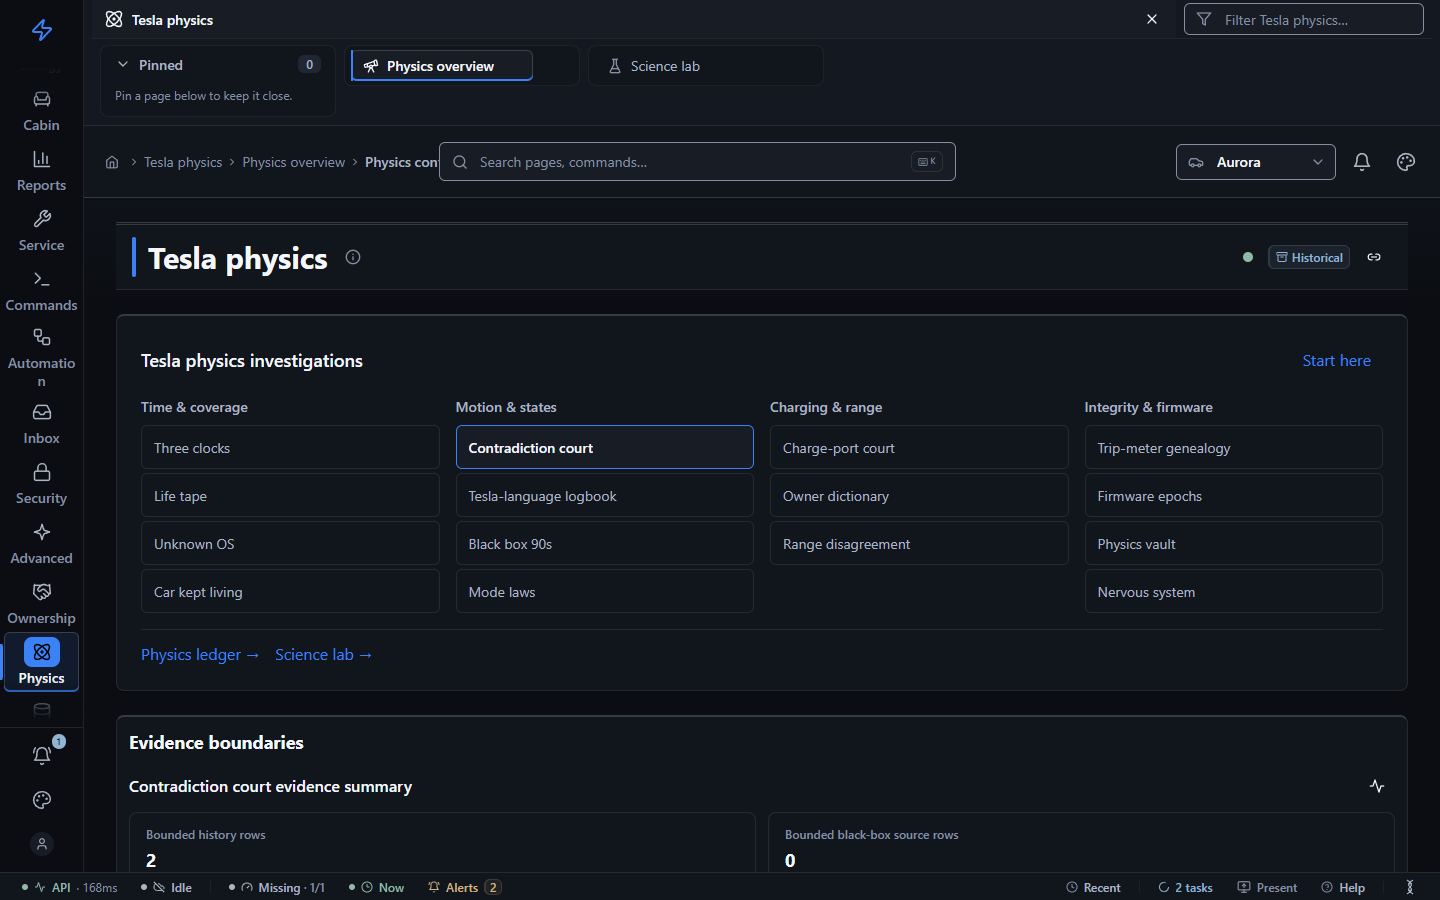 Tesla physics
Filter Tesla physics...
Pinned
0
Pin a page below to keep it close.
Physics overview
Science lab
Cabin
Reports
Service
Commands
Automatio
n
Inbox
Security
Advanced
Ownership
Physics
1
Tesla physics
Physics overview
Physics con
Search pages, commands...
K
Aurora
Tesla physics
Historical
Tesla physics investigations
Start here
Time & coverage
Three clocks
Life tape
Unknown OS
Car kept living
Motion & states
Contradiction court
Tesla-language logbook
Black box 90s
Mode laws
Charging & range
Charge-port court
Owner dictionary
Range disagreement
Integrity & firmware
Trip-meter genealogy
Firmware epochs
Physics vault
Nervous system
Physics ledger →
Science lab →
Evidence boundaries
Contradiction court evidence summary
Bounded history rows
2
Bounded black-box source rows
0
API · 168ms
Idle
Missing · 1/1
Now
Alerts 2
Recent
2 tasks
Present
Help